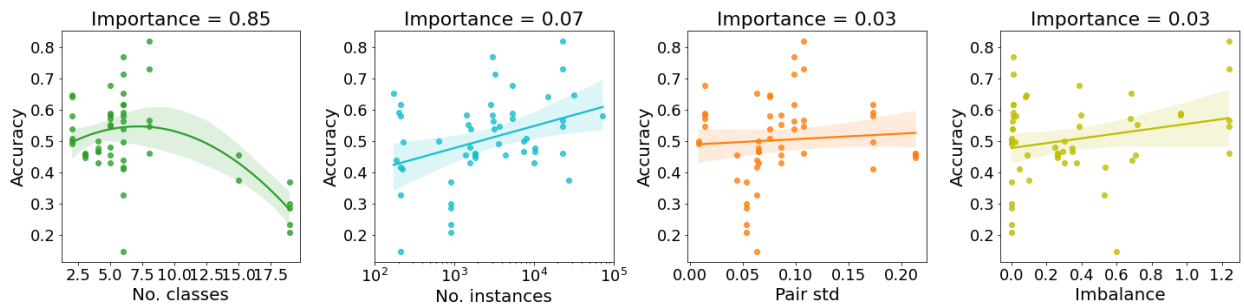 Importance = 0.85
Accuracy
0.8
0.7
0.6
0.5
0.4
0.3
0.2
2.5 5.0 7.5 10.0 12.5 15.0 17.5
No. classes
Importance = 0.07
Accuracy
0.8
0.7
0.6
0.5
0.4
0.3
0.2
10² 10³ 10⁴ 10⁵
No. instances
Importance = 0.03
Accuracy
0.8
0.7
0.6
0.5
0.4
0.3
0.2
0.00 0.05 0.10 0.15 0.20
Pair std
Importance = 0.03
Accuracy
0.8
0.7
0.6
0.5
0.4
0.3
0.2
0.0 0.2 0.4 0.6 0.8 1.0 1.2
Imbalance